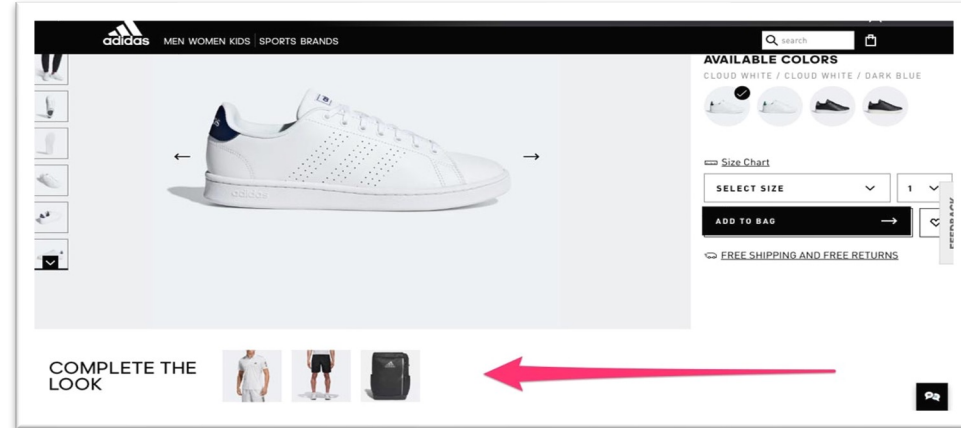 adidas MEN WOMEN KIDS SPORTS BRANDS search
AVAILABLE COLORS
CLOUD WHITE / CLOUD WHITE / DARK BLUE
Size Chart
SELECT SIZE 1
ADD TO BAG
FEEDBACK
FREE SHIPPING AND FREE RETURNS
adidas
COMPLETE THE
LOOK